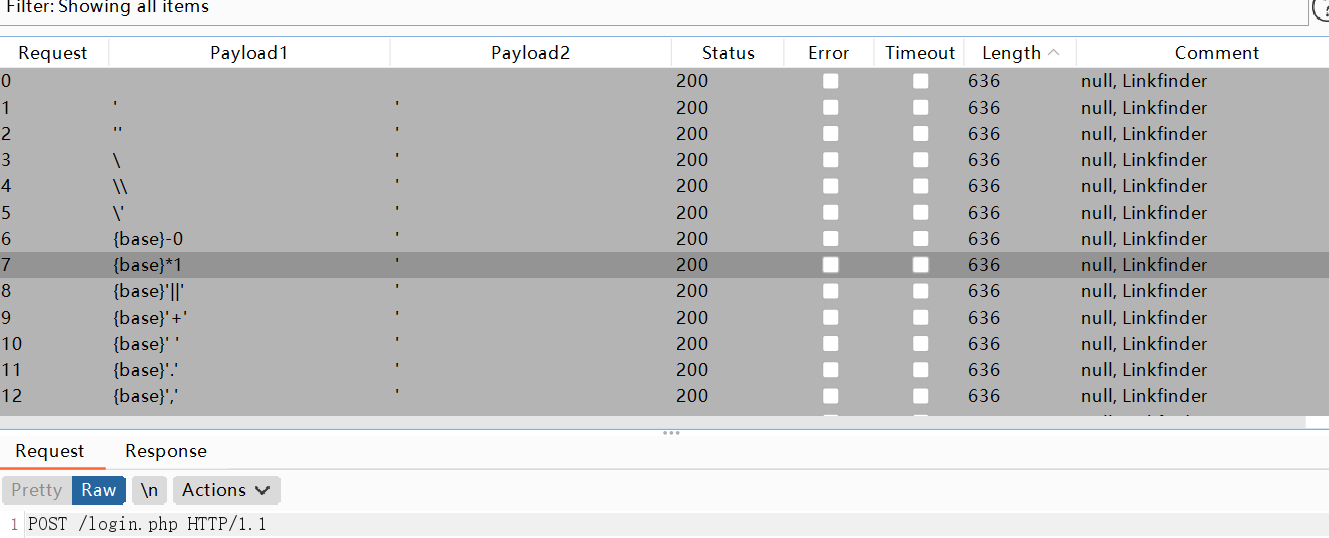 Filter: Showing all items
?
Request Payload1 Payload2 Status Error Timeout Length Comment
0 200 636 null, Linkfinder
1 ' ' 200 636 null, Linkfinder
2 '' ' 200 636 null, Linkfinder
3 \ ' 200 636 null, Linkfinder
4 \\ ' 200 636 null, Linkfinder
5 \' ' 200 636 null, Linkfinder
6 {base}-0 ' 200 636 null, Linkfinder
7 {base}*1 ' 200 636 null, Linkfinder
8 {base}'||' ' 200 636 null, Linkfinder
9 {base}'+' ' 200 636 null, Linkfinder
10 {base}' ' ' 200 636 null, Linkfinder
11 {base}'.' ' 200 636 null, Linkfinder
12 {base}',' ' 200 636 null, Linkfinder
Request Response
Pretty Raw \n Actions
1 POST /login.php HTTP/1.1